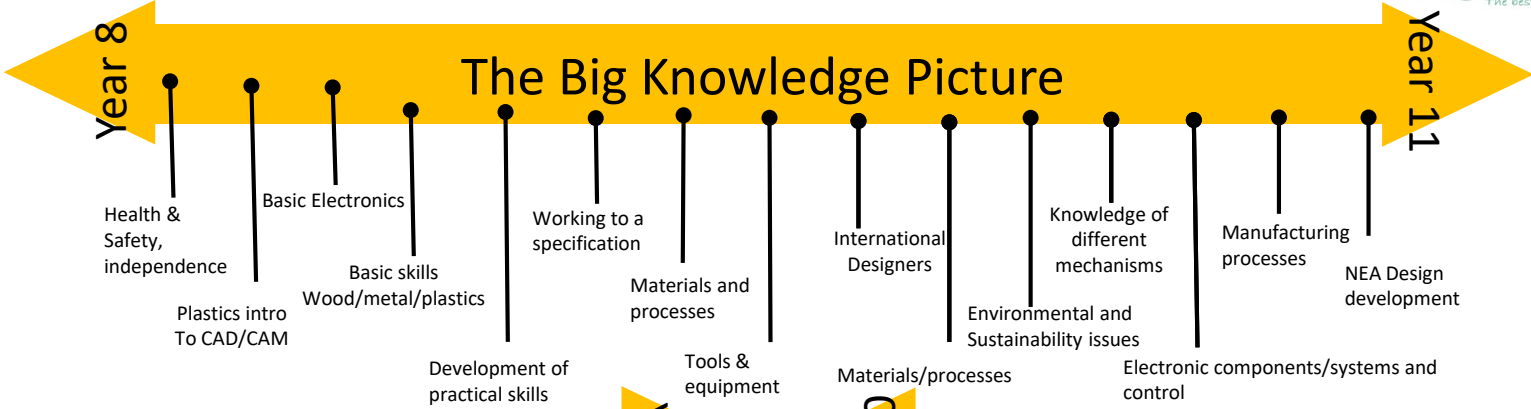 The best
Year 8
The Big Knowledge Picture
Year 11
Health &
Safety,
independence
Plastics intro
To CAD/CAM
Basic Electronics
Basic skills
Wood/metal/plastics
Development of
practical skills
Working to a
specification
Materials and
processes
Tools &
equipment
International
Designers
Materials/processes
Environmental and
Sustainability issues
Knowledge of
different
mechanisms
Electronic components/systems and
control
Manufacturing
processes
NEA Design
development